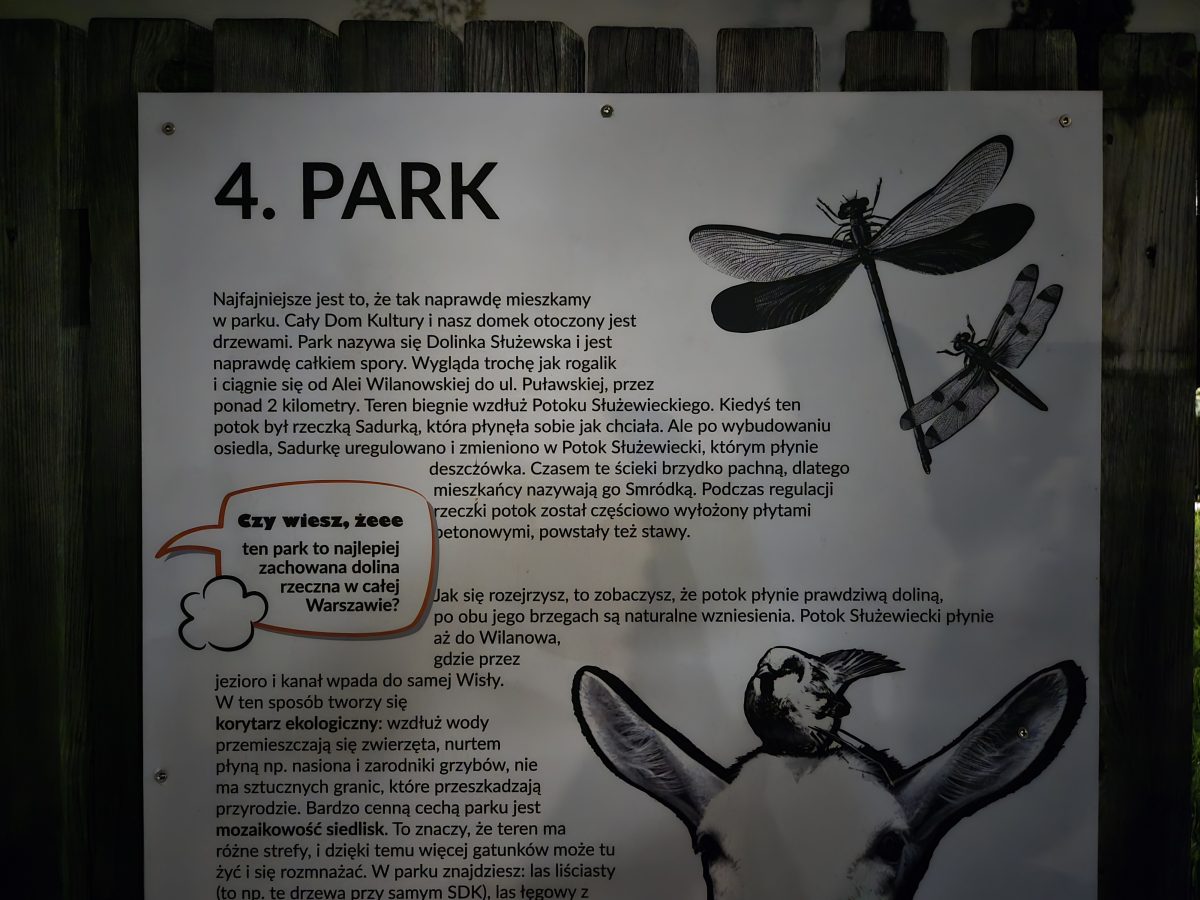 4. PARK
Najfajniejsze jest to, że tak naprawdę mieszkamy
w parku. Cały Dom Kultury i nasz domek otoczony jest
drzewami. Park nazywa się Dolinka Służewska i jest
naprawdę całkiem spory. Wygląda trochę jak rogalik
i ciągnie się od Alei Wilanowskiej do ul. Puławskiej, przez
ponad 2 kilometry. Teren biegnie wzdłuż Potoku Służewieckiego. Kiedyś ten
potok był rzeczką Sadurką, która płynęła sobie jak chciała. Ale po wybudowaniu
osiedla, Sadurkę uregulowano i zmieniono w Potok Służewiecki, którym płynie
deszczówka. Czasem te ścieki brzydko pachną, dlatego
mieszkańcy nazywają go Smródką. Podczas regulacji
rzeczki potok został częściowo wyłożony płytami
betonowymi, powstały też stawy.
Czy wiesz, żeee
ten park to najlepiej
zachowana dolina
rzeczna w całej
Warszawie?
Jak się rozejrzysz, to zobaczysz, że potok płynie prawdziwą doliną,
po obu jego brzegach są naturalne wzniesienia. Potok Służewiecki płynie
aż do Wilanowa,
gdzie przez
jezioro i kanał wpada do samej Wisły.
W ten sposób tworzy się
korytarz ekologiczny: wzdłuż wody
przemieszczają się zwierzęta, nurtem
płyną np. nasiona i zarodniki grzybów, nie
ma sztucznych granic, które przeszkadzają
przyrodzie. Bardzo cenną cechą parku jest
mozaikowość siedlisk. To znaczy, że teren ma
różne strefy, i dzięki temu więcej gatunków może tu
żyć i się rozmnażać. W parku znajdziesz: las liściasty
(to np. te drzewa przy samym SDK), las łęgowy z